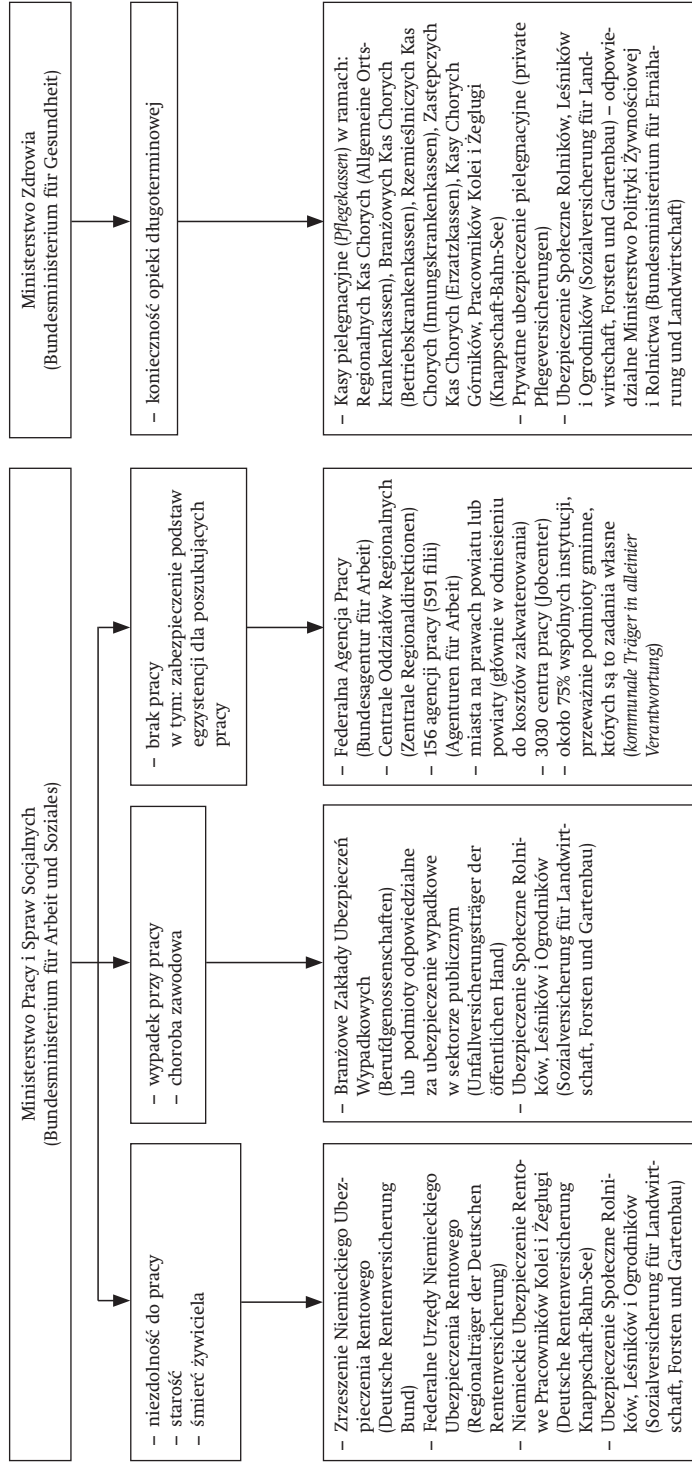 Ministerstwo Pracy i Spraw Socjalnych
(Bundesministerium für Arbeit und Soziales)
– niezdolność do pracy
– starość
– śmierć żywiciela
– wypadek przy pracy
– choroba zawodowa
– brak pracy
w tym: zabezpieczenie podstaw
egzystencji dla poszukujących
pracy
– Zrzeszenie Niemieckiego Ubez-
pieczenia Rentowego
(Deutsche Rentenversicherung
Bund)
– Federalne Urzędy Niemieckiego
Ubezpieczenia Rentowego
(Regionalträger der Deutschen
Rentenversicherung)
– Niemieckie Ubezpieczenie Rento-
we Pracowników Kolei i Żeglugi
(Deutsche Rentenversicherung
Knappschaft-Bahn-See)
– Ubezpieczenie Społeczne Rolni-
ków, Leśników i Ogrodników
(Sozialversicherung für Landwirt-
schaft, Forsten und Gartenbau)
– Branżowe Zakłady Ubezpieczeń
Wypadkowych
(Berufdgenossenschaften)
lub podmioty odpowiedzialne
za ubezpieczenie wypadkowe
w sektorze publicznym
(Unfallversicherungsträger der
öffentlichen Hand)
– Ubezpieczenie Społeczne Rolni-
ków, Leśników i Ogrodników
(Sozialversicherung für Landwirt-
schaft, Forsten und Gartenbau)
– Federalna Agencja Pracy
(Bundesagentur für Arbeit)
– Centrale Oddziałów Regionalnych
(Zentrale Regionaldirektionen)
– 156 agencji pracy (591 filii)
(Agenturen für Arbeit)
– miasta na prawach powiatu lub
powiaty (głównie w odniesieniu
do kosztów zakwaterowania)
– 3030 centra pracy (Jobcenter)
– około 75% wspólnych instytucji,
przeważnie podmioty gminne,
których są to zadania własne
(kommunale Träger in alleinier
Verantwortung)
Ministerstwo Zdrowia
(Bundesministerium für Gesundheit)
– konieczność opieki długoterminowej
– Kasy pielęgnacyjne (Pflegekassen) w ramach:
Regionalnych Kas Chorych (Allgemeine Orts-
krankenkassen), Branżowych Kas Chorych
(Betriebskrankenkassen), Rzemieślniczych Kas
Chorych (Innungskrankenkassen), Zastępczych
Kas Chorych (Erzatzkassen), Kasy Chorych
Górników, Pracowników Kolei i Żeglugi
(Knappschaft-Bahn-See)
– Prywatne ubezpieczenie pielęgnacyjne (private
Pflegeversicherungen)
– Ubezpieczenie Społeczne Rolników, Leśników
i Ogrodników (Sozialversicherung für Land-
wirtschaft, Forsten und Gartenbau) – odpowie-
dzialne Ministerstwo Polityki Żywnościowej
i Rolnictwa (Bundesministerium für Ernäha-
rung und Landwirtschaft)